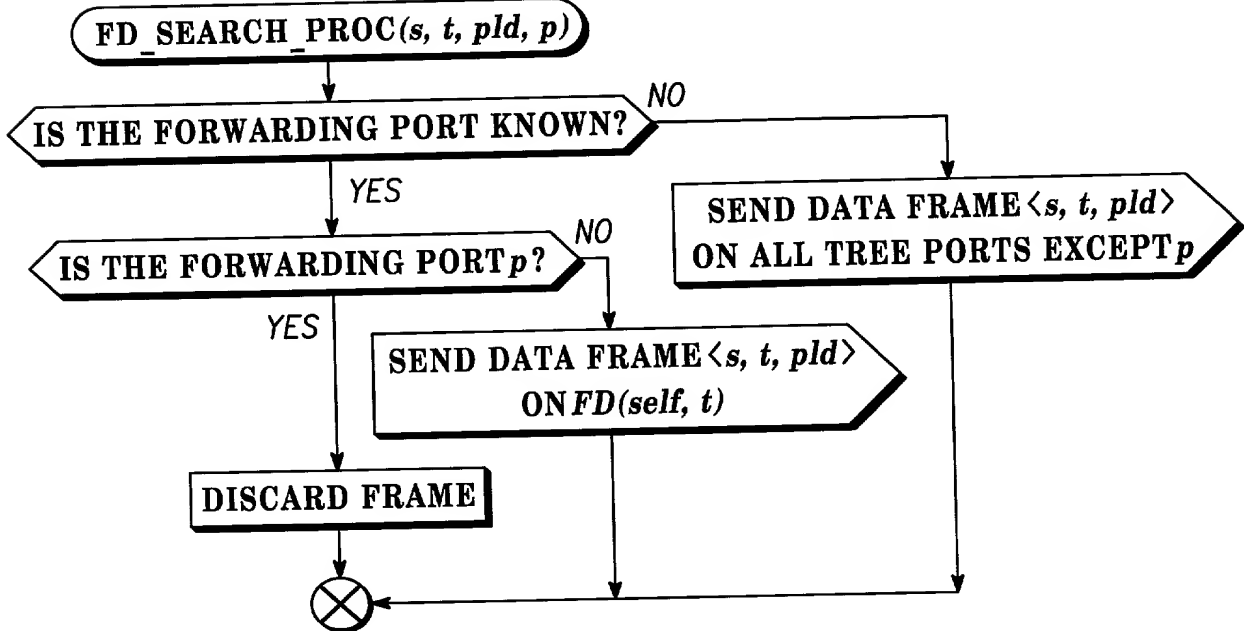 FD_SEARCH_PROC(s, t, pld, p)
IS THE FORWARDING PORT KNOWN?
NO
YES
SEND DATA FRAME <s, t, pld>
ON ALL TREE PORTS EXCEPT p
IS THE FORWARDING PORT p?
NO
YES
SEND DATA FRAME <s, t, pld>
ON FD(self, t)
DISCARD FRAME